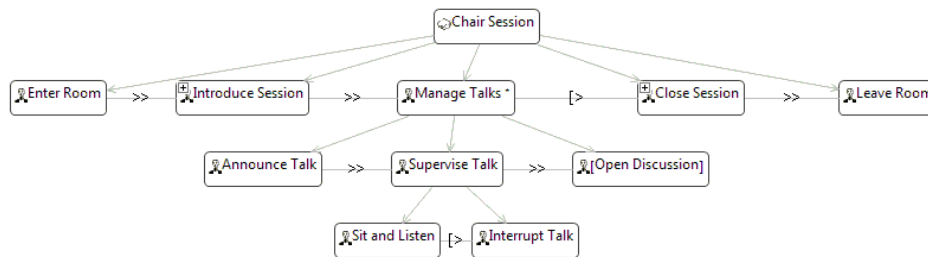 Chair Session
Enter Room >> Introduce Session >> Manage Talks * [> Close Session >> Leave Room
Announce Talk >> Supervise Talk >> [Open Discussion]
Sit and Listen [> Interrupt Talk